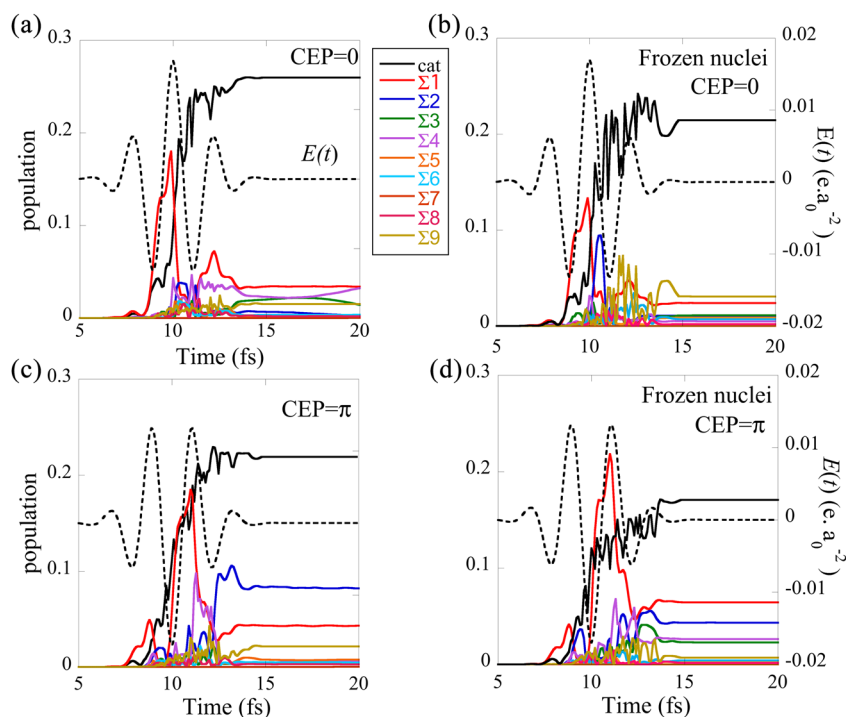 (a)
0.3
CEP=0
E(t)
0.2
0.1
0
population
5
10
15
20
Time (fs)
cat
Σ1
Σ2
Σ3
Σ4
Σ5
Σ6
Σ7
Σ8
Σ9
(b)
0.3
Frozen nuclei
CEP=0
0.2
0.1
0
0.02
0.01
0
-0.01
-0.02
E(t) (e.a₀⁻²)
5
10
15
20
Time (fs)
(c)
0.3
CEP=π
0.2
0.1
0
population
5
10
15
20
Time (fs)
(d)
0.3
Frozen nuclei
CEP=π
0.2
0.1
0
0.02
0.01
0
-0.01
-0.02
E(t) (e. a₀⁻²)
5
10
15
20
Time (fs)